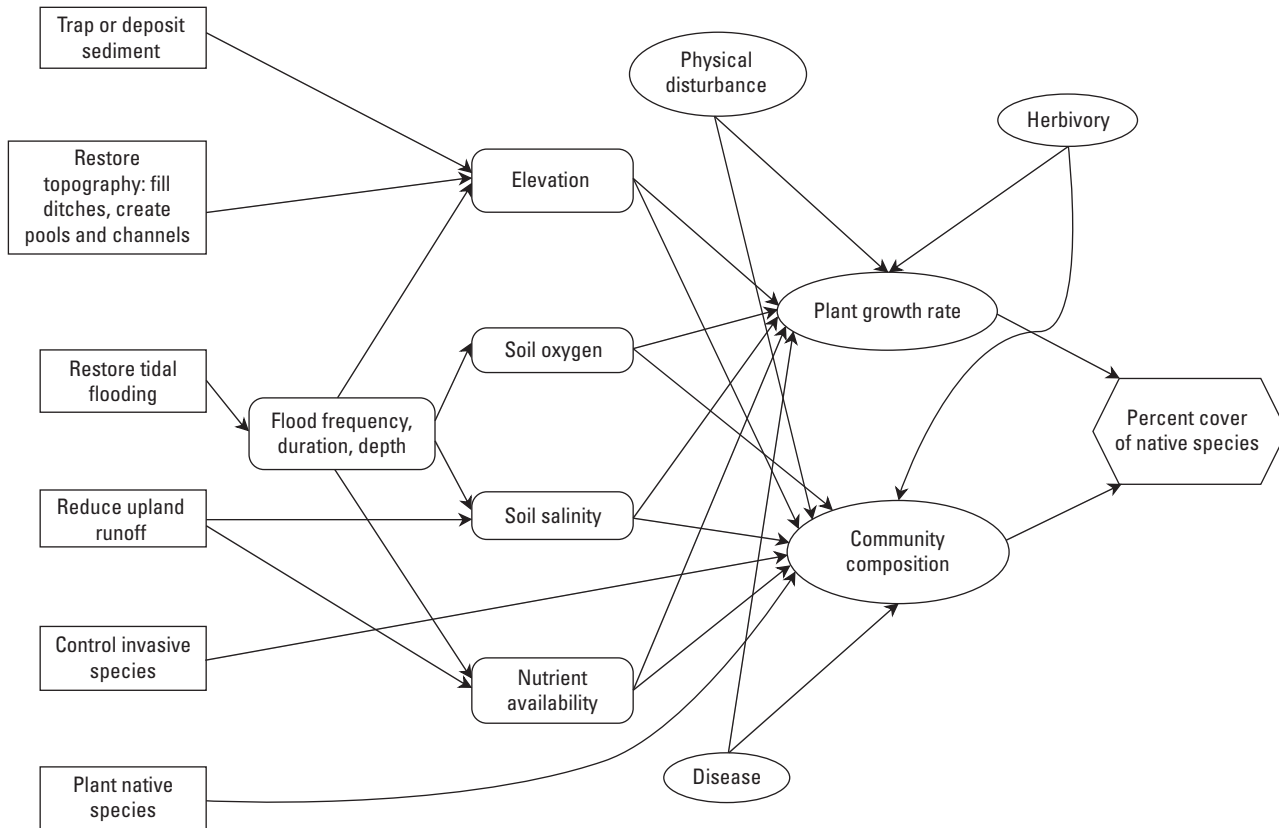 Trap or deposit
sediment
Physical
disturbance
Herbivory
Restore
topography: fill
ditches, create
pools and channels
Elevation
Plant growth rate
Restore tidal
flooding
Soil oxygen
Flood frequency,
duration, depth
Percent cover
of native species
Reduce upland
runoff
Soil salinity
Community
composition
Control invasive
species
Nutrient
availability
Plant native
species
Disease